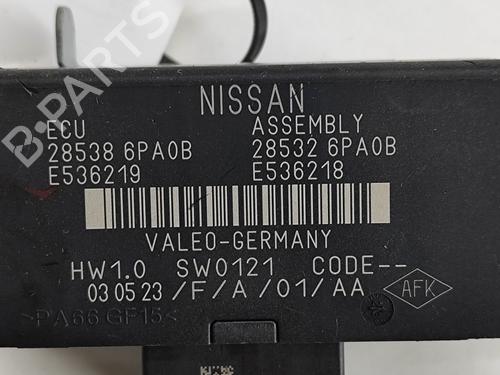 B-PARTS
NISSAN
ECU ASSEMBLY
28538 6PA0B 28532 6PA0B
E536219 E536218
VALEO-GERMANY
HW1.0 SW0121 CODE--
03 05 23 /F/A/01/AA AFK
>PA66 GF15<